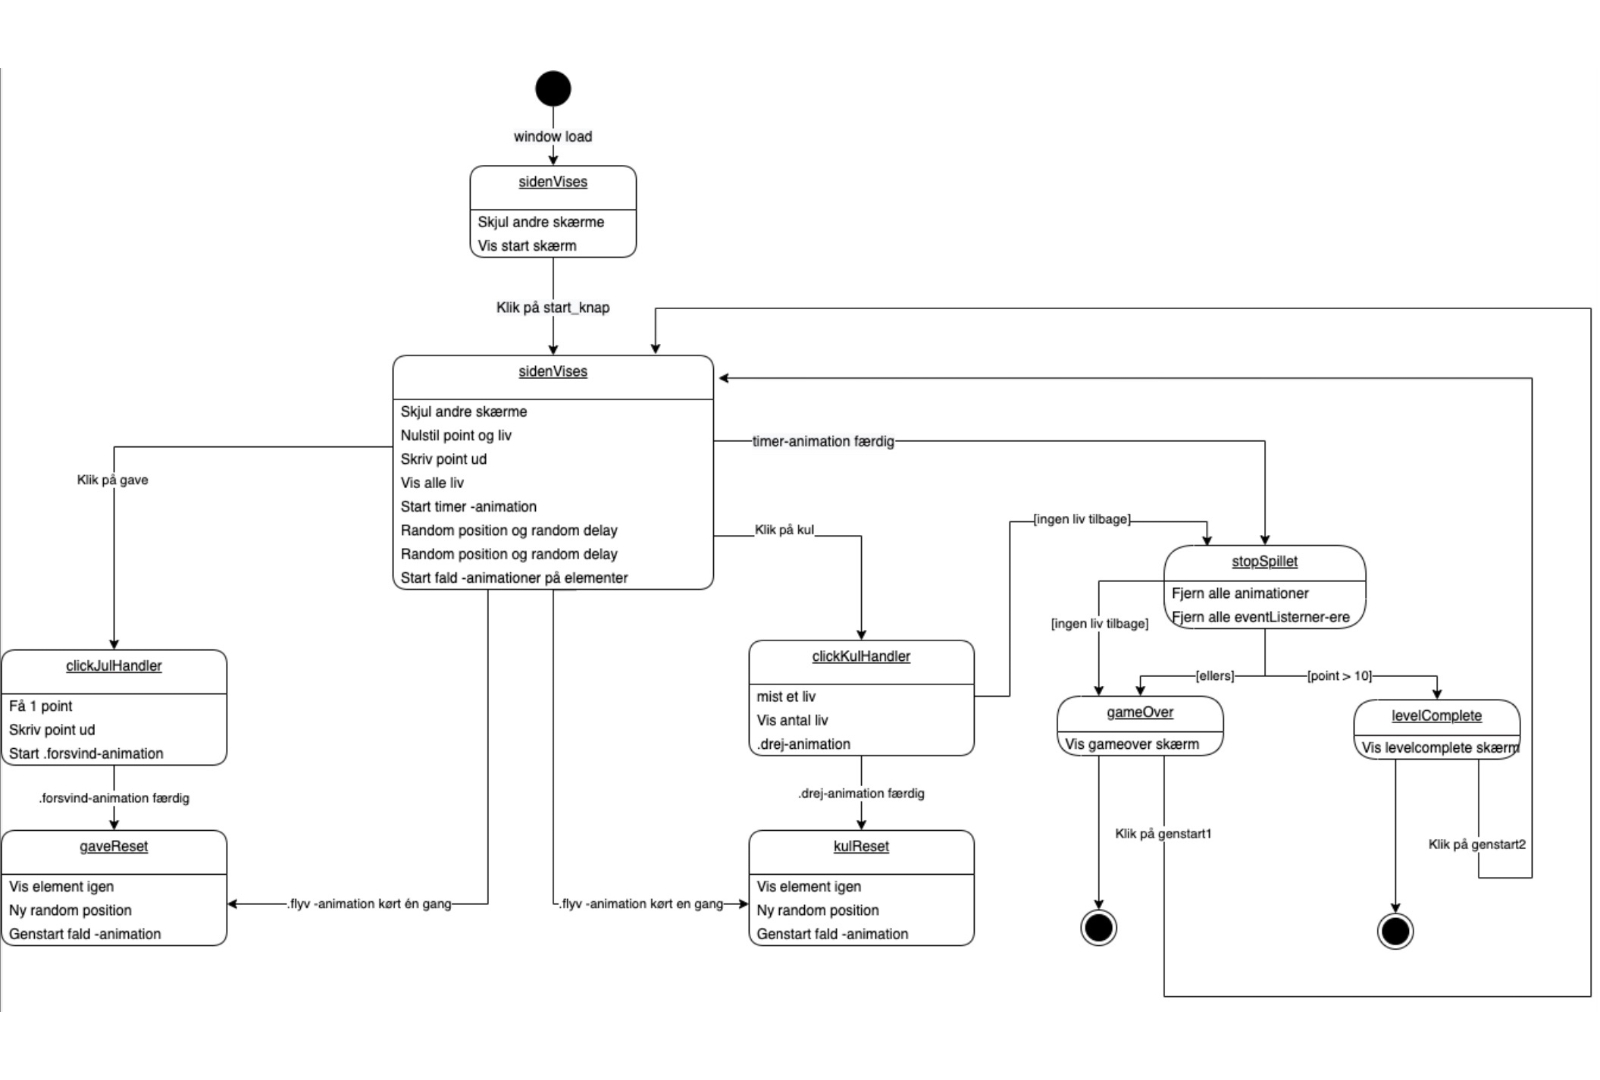 window load
sidenVises
Skjul andre skærme
Vis start skærm
Klik på start_knap
sidenVises
Skjul andre skærme
Nulstil point og liv
Skriv point ud
Vis alle liv
Start timer -animation
Random position og random delay
Random position og random delay
Start fald -animationer på elementer
Klik på gave
timer-animation færdig
Klik på kul
[ingen liv tilbage]
stopSpillet
Fjern alle animationer
Fjern alle eventListerner-ere
[ingen liv tilbage]
[ellers]
[point > 10]
clickJulHandler
Få 1 point
Skriv point ud
Start .forsvind-animation
.forsvind-animation færdig
gaveReset
Vis element igen
Ny random position
Genstart fald -animation
.flyv -animation kørt én gang
.flyv -animation kørt en gang
clickKulHandler
mist et liv
Vis antal liv
.drej-animation
.drej-animation færdig
kulReset
Vis element igen
Ny random position
Genstart fald -animation
gameOver
Vis gameover skærm
levelComplete
Vis levelcomplete skærm
Klik på genstart1
Klik på genstart2